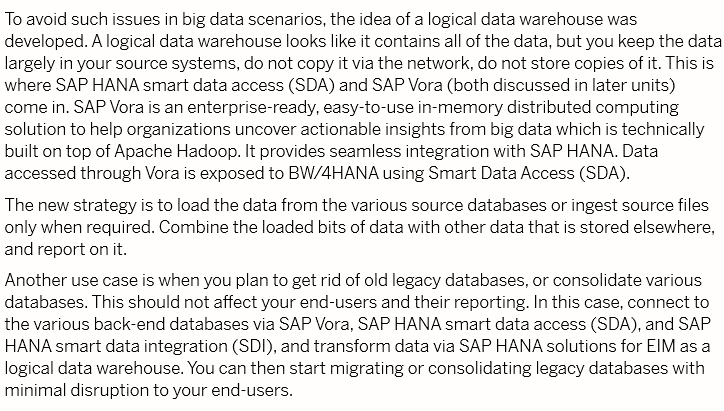 To avoid such issues in big data scenarios, the idea of a logical data warehouse was
developed. A logical data warehouse looks like it contains all of the data, but you keep the data
largely in your source systems, do not copy it via the network, do not store copies of it. This is
where SAP HANA smart data access (SDA) and SAP Vora (both discussed in later units)
come in. SAP Vora is an enterprise-ready, easy-to-use in-memory distributed computing
solution to help organizations uncover actionable insights from big data which is technically
built on top of Apache Hadoop. It provides seamless integration with SAP HANA. Data
accessed through Vora is exposed to BW/4HANA using Smart Data Access (SDA).
The new strategy is to load the data from the various source databases or ingest source files
only when required. Combine the loaded bits of data with other data that is stored elsewhere,
and report on it.
Another use case is when you plan to get rid of old legacy databases, or consolidate various
databases. This should not affect your end-users and their reporting. In this case, connect to
the various back-end databases via SAP Vora, SAP HANA smart data access (SDA), and SAP
HANA smart data integration (SDI), and transform data via SAP HANA solutions for EIM as a
logical data warehouse. You can then start migrating or consolidating legacy databases with
minimal disruption to your end-users.